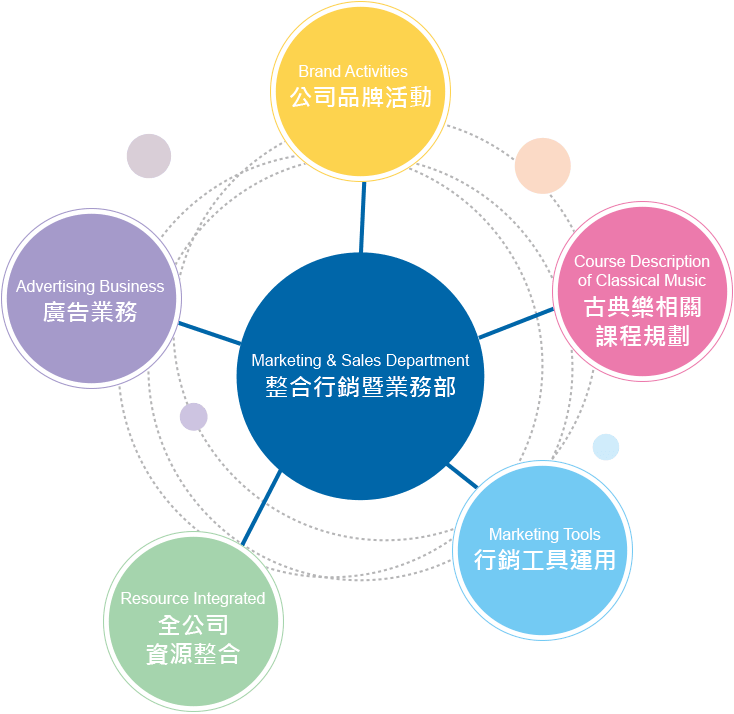 Brand Activities
公司品牌活動
Course Description
of Classical Music
古典樂相關
課程規劃
Advertising Business
廣告業務
Marketing & Sales Department
整合行銷暨業務部
Marketing Tools
行銷工具運用
Resource Integrated
全公司
資源整合